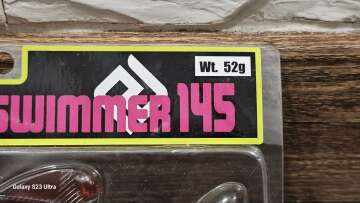 Wt. 52g
SWIMMER 145
Galaxy S23 Ultra